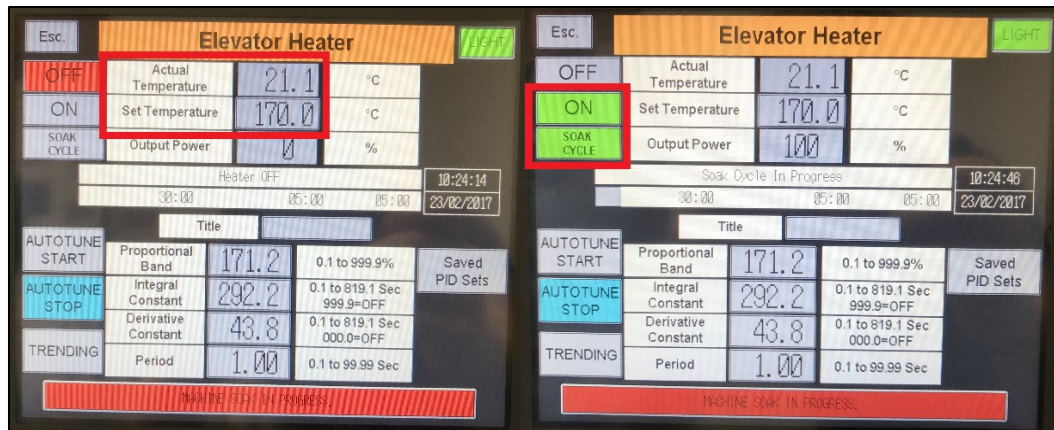 Esc.
Elevator Heater
LIGHT
OFF
Actual
Temperature
21.1
°C
ON
Set Temperature
170.0
°C
SOAK
CYCLE
Output Power
0
%
Heater OFF
10:24:14
30:00
05:00
05:00
23/02/2017
Title
AUTOTUNE
START
Proportional
Band
171.2
0.1 to 999.9%
Saved
PID Sets
AUTOTUNE
STOP
Integral
Constant
292.2
0.1 to 819.1 Sec
999.9=OFF
Derivative
Constant
43.8
0.1 to 819.1 Sec
000.0=OFF
TRENDING
Period
1.00
0.1 to 99.99 Sec
MACHINE SOAK IN PROGRESS.
Esc.
Elevator Heater
LIGHT
OFF
Actual
Temperature
21.1
°C
ON
Set Temperature
170.0
°C
SOAK
CYCLE
Output Power
100
%
Soak Cycle In Progress
10:24:46
30:00
05:00
05:00
23/02/2017
Title
AUTOTUNE
START
Proportional
Band
171.2
0.1 to 999.9%
Saved
PID Sets
AUTOTUNE
STOP
Integral
Constant
292.2
0.1 to 819.1 Sec
999.9=OFF
Derivative
Constant
43.8
0.1 to 819.1 Sec
000.0=OFF
TRENDING
Period
1.00
0.1 to 99.99 Sec
MACHINE SOAK IN PROGRESS.